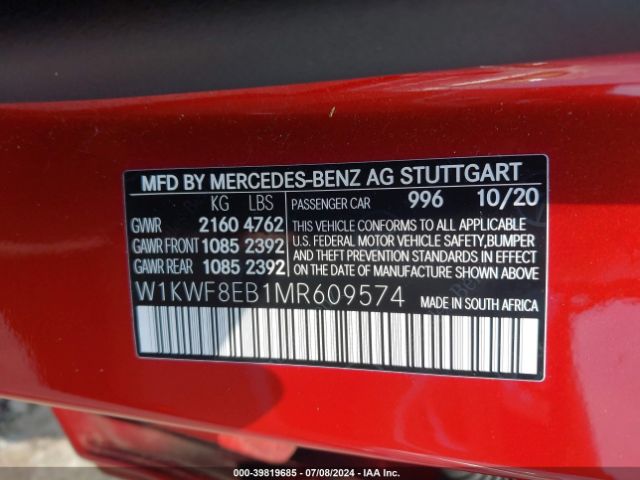 MFD BY MERCEDES-BENZ AG STUTTGART
KG LBS PASSENGER CAR 996 10/20
GVWR 2160 4762
GAWR FRONT 1085 2392
GAWR REAR 1085 2392
THIS VEHICLE CONFORMS TO ALL APPLICABLE
U.S. FEDERAL MOTOR VEHICLE SAFETY,BUMPER
AND THEFT PREVENTION STANDARDS IN EFFECT
ON THE DATE OF MANUFACTURE SHOWN ABOVE.
W1KWF8EB1MR609574 MADE IN SOUTH AFRICA
000-39819685 - 07/08/2024 - IAA Inc.